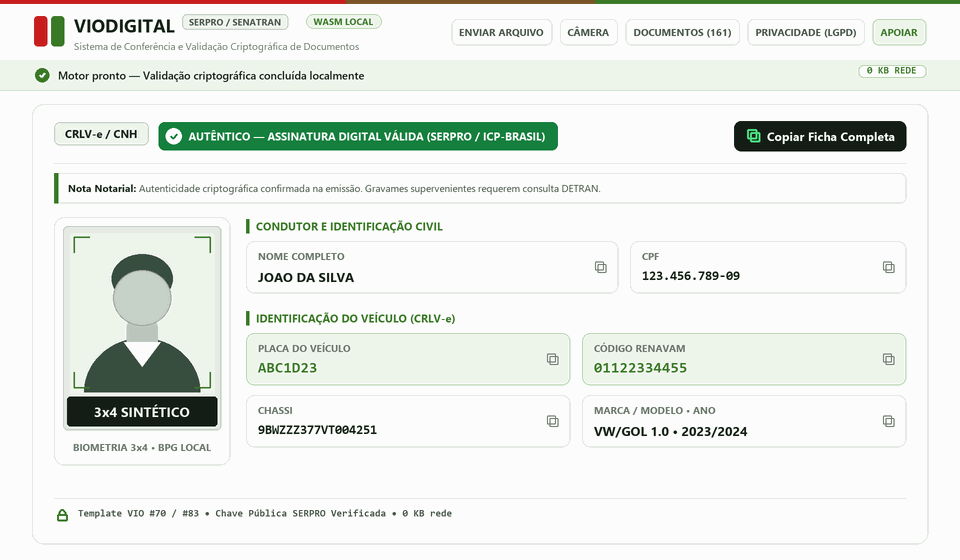 VIODIGITAL
SERPRO / SENATRAN
WASM LOCAL
Sistema de Conferência e Validação Criptográfica de Documentos
ENVIAR ARQUIVO
CÂMERA
DOCUMENTOS (161)
PRIVACIDADE (LGPD)
APOIAR
Motor pronto — Validação criptográfica concluída localmente
0 KB REDE
CRLV-e / CNH
AUTÊNTICO — ASSINATURA DIGITAL VÁLIDA (SERPRO / ICP-BRASIL)
Copiar Ficha Completa
Nota Notarial: Autenticidade criptográfica confirmada na emissão. Gravames supervenientes requerem consulta DETRAN.
3x4 SINTÉTICO
BIOMETRIA 3x4 • BPG LOCAL
CONDUTOR E IDENTIFICAÇÃO CIVIL
NOME COMPLETO
JOAO DA SILVA
CPF
123.456.789-09
IDENTIFICAÇÃO DO VEÍCULO (CRLV-e)
PLACA DO VEÍCULO
ABC1D23
CÓDIGO RENAVAM
01122334455
CHASSI
9BWZZZ377VT004251
MARCA / MODELO • ANO
VW/GOL 1.0 • 2023/2024
Template VIO #70 / #83 • Chave Pública SERPRO Verificada • 0 KB rede